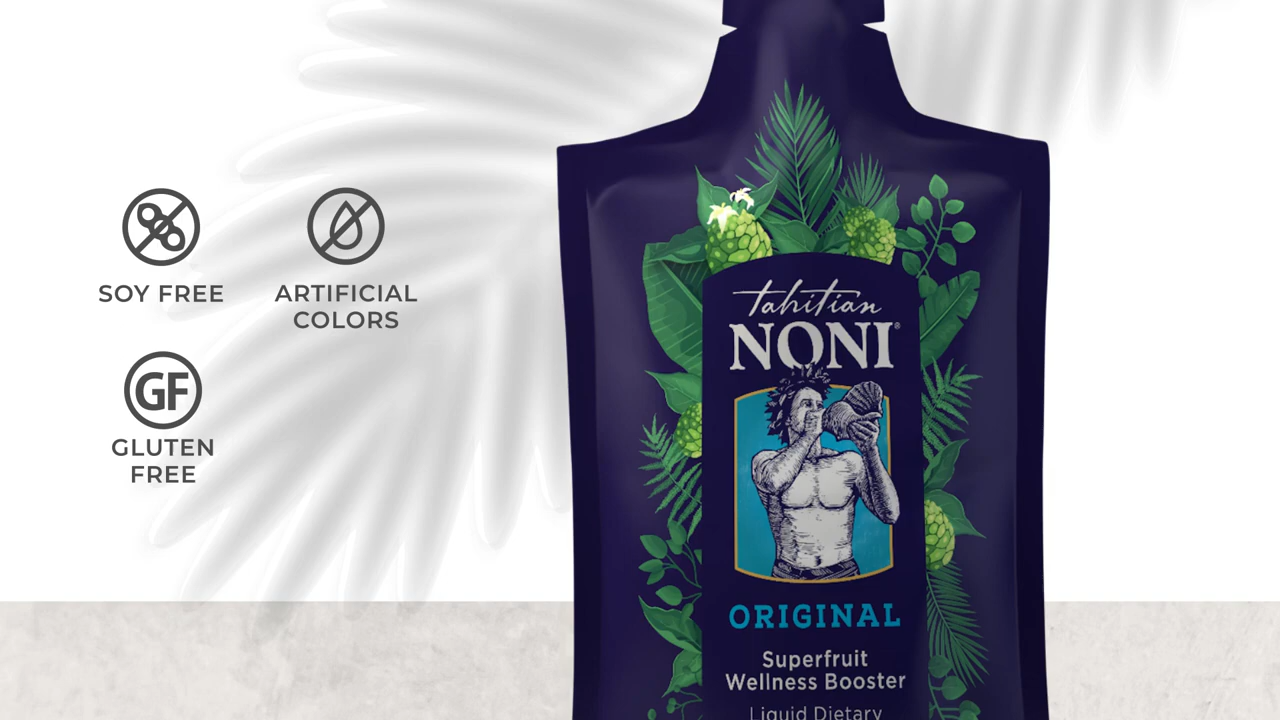 SOY FREE
ARTIFICIAL
COLORS
GF
GLUTEN
FREE
tahitian
NONI®
ORIGINAL
Superfruit
Wellness Booster
Liquid Dietary